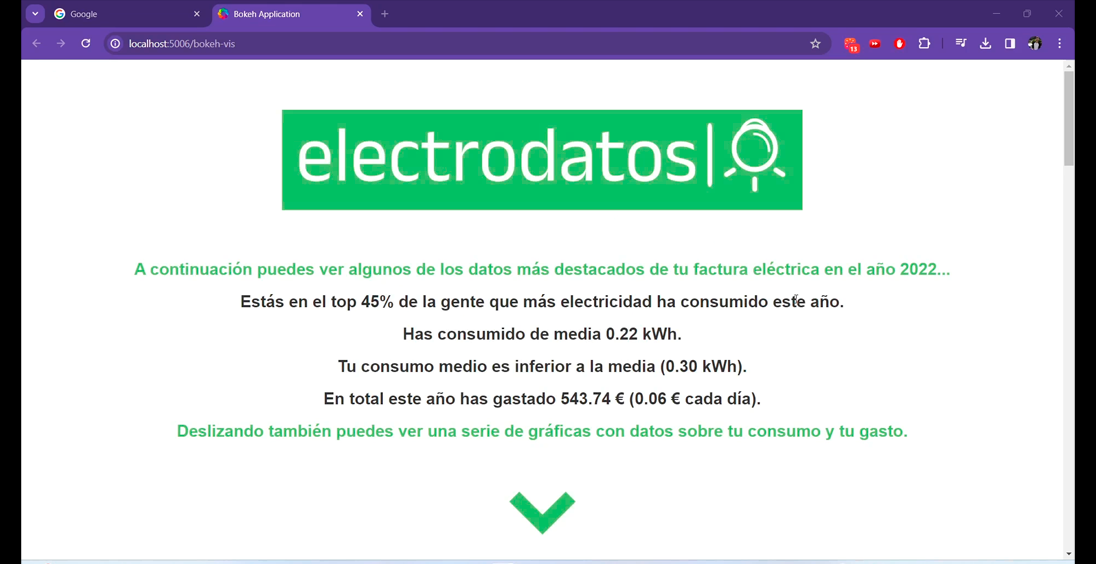 Google
Bokeh Application
localhost:5006/bokeh-vis
13
electrodatos
A continuación puedes ver algunos de los datos más destacados de tu factura eléctrica en el año 2022...
Estás en el top 45% de la gente que más electricidad ha consumido este año.
Has consumido de media 0.22 kWh.
Tu consumo medio es inferior a la media (0.30 kWh).
En total este año has gastado 543.74 € (0.06 € cada día).
Deslizando también puedes ver una serie de gráficas con datos sobre tu consumo y tu gasto.